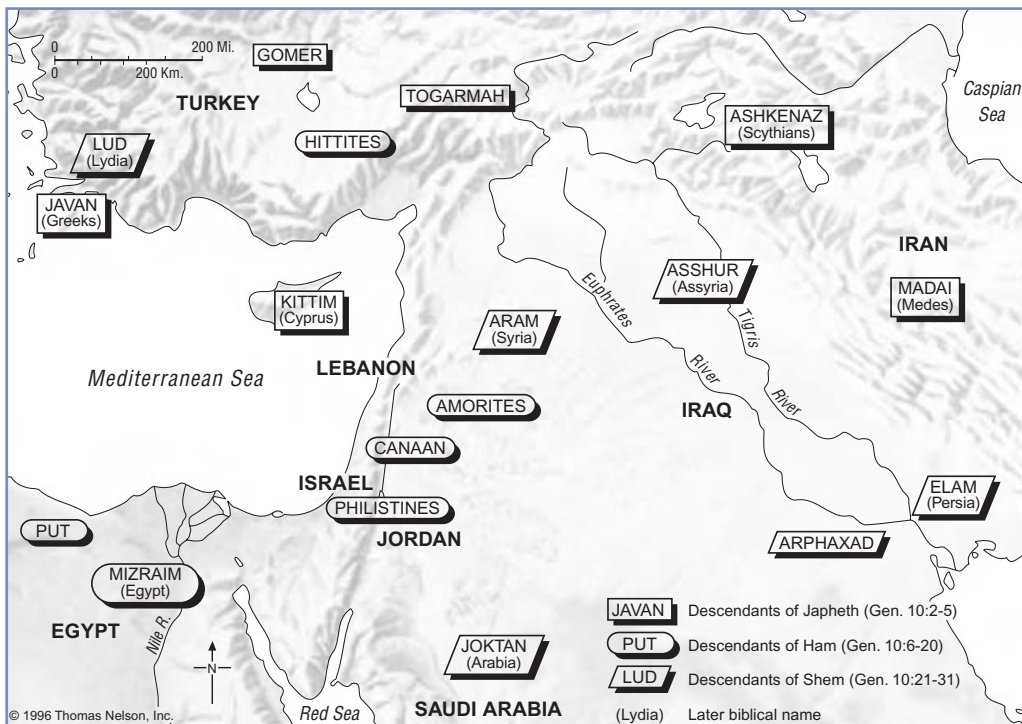 0 200 Mi.
0 200 Km.
GOMER
TURKEY
TOGARMAH
Caspian
Sea
ASHKENAZ
(Scythians)
LUD
(Lydia)
HITTITES
JAVAN
(Greeks)
IRAN
ASSHUR
(Assyria)
MADAI
(Medes)
KITTIM
(Cyprus)
Euphrates
River
ARAM
(Syria)
Tigris
River
LEBANON
Mediterranean Sea
AMORITES
IRAQ
CANAAN
ISRAEL
PHILISTINES
JORDAN
ELAM
(Persia)
PUT
ARPHAXAD
MIZRAIM
(Egypt)
EGYPT
Nile R.
N
JOKTAN
(Arabia)
SAUDI ARABIA
Red Sea
JAVAN Descendants of Japheth (Gen. 10:2-5)
PUT Descendants of Ham (Gen. 10:6-20)
LUD Descendants of Shem (Gen. 10:21-31)
(Lydia) Later biblical name
© 1996 Thomas Nelson, Inc.